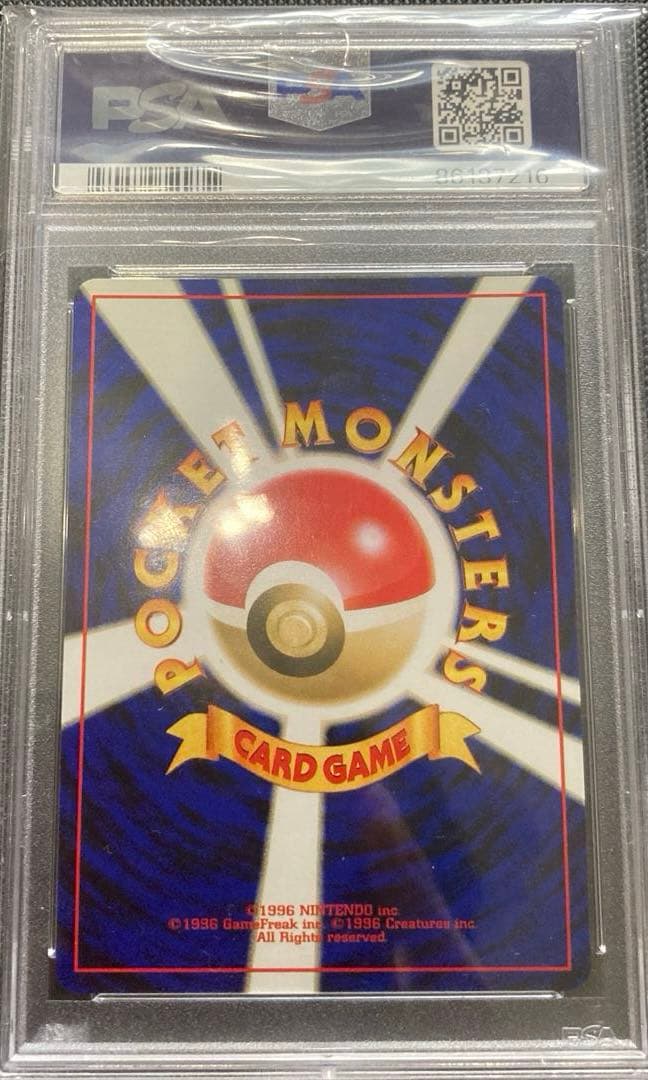 PSA
PSA
86137216
POCKET MONSTERS
CARD GAME
©1996 NINTENDO inc.
©1996 GameFreak inc. ©1996 Creatures inc.
All Rights reserved.
PSA